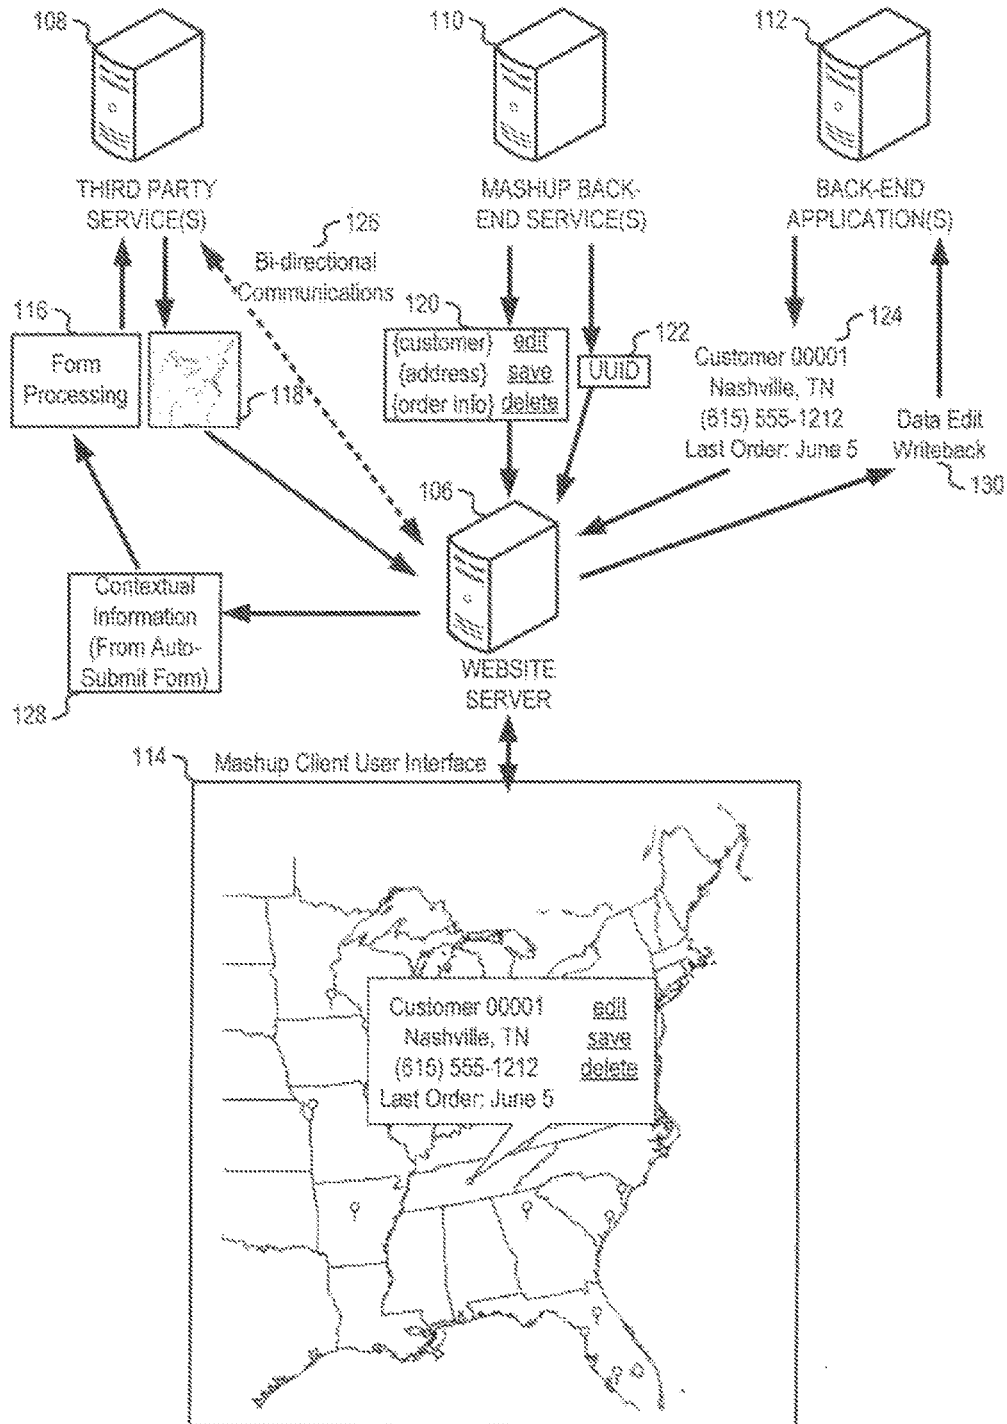 108
110
112
THIRD PARTY
SERVICE(S)
MASHUP BACK-
END SERVICE(S)
BACK-END
APPLICATION(S)
126
Bi-directional
Communications
116
Form
Processing
118
120
{customer} edit
{address} save
{order info} delete
122
UUID
124
Customer 00001
Nashville, TN
(615) 555-1212
Last Order: June 5
Data Edit
Writeback
130
106
WEBSITE
SERVER
Contextual
Information
(From Auto-
Submit Form)
128
114
Mashup Client User Interface
Customer 00001 edit
Nashville, TN save
(615) 555-1212 delete
Last Order: June 5